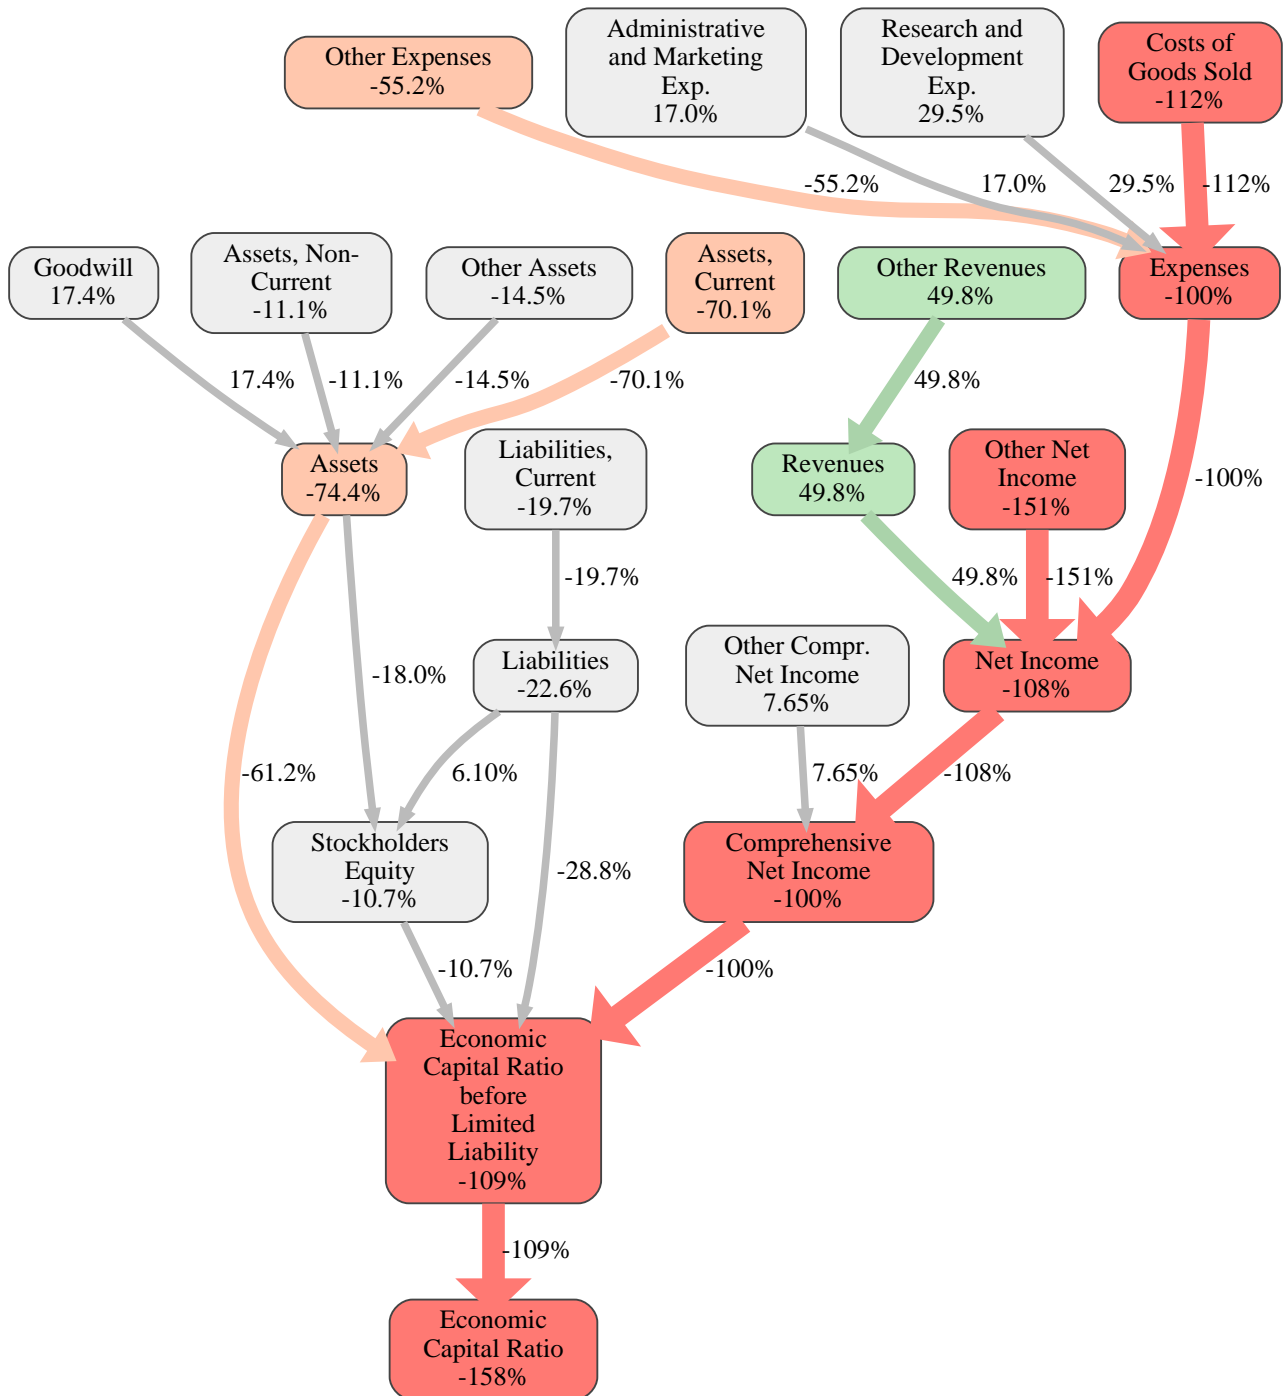 Other Expenses
-55.2%
Administrative
and Marketing
Exp.
17.0%
Research and
Development
Exp.
29.5%
Costs of
Goods Sold
-112%
-55.2%
17.0%
29.5%
-112%
Goodwill
17.4%
Assets, Non-
Current
-11.1%
Other Assets
-14.5%
Assets,
Current
-70.1%
Other Revenues
49.8%
Expenses
-100%
17.4%
-11.1%
-14.5%
-70.1%
49.8%
-100%
Assets
-74.4%
Liabilities,
Current
-19.7%
Revenues
49.8%
Other Net
Income
-151%
-19.7%
49.8%
-151%
-18.0%
Liabilities
-22.6%
Other Compr.
Net Income
7.65%
Net Income
-108%
-61.2%
6.10%
7.65%
-108%
Stockholders
Equity
-10.7%
-28.8%
Comprehensive
Net Income
-100%
-10.7%
-100%
Economic
Capital Ratio
before
Limited
Liability
-109%
-109%
Economic
Capital Ratio
-158%